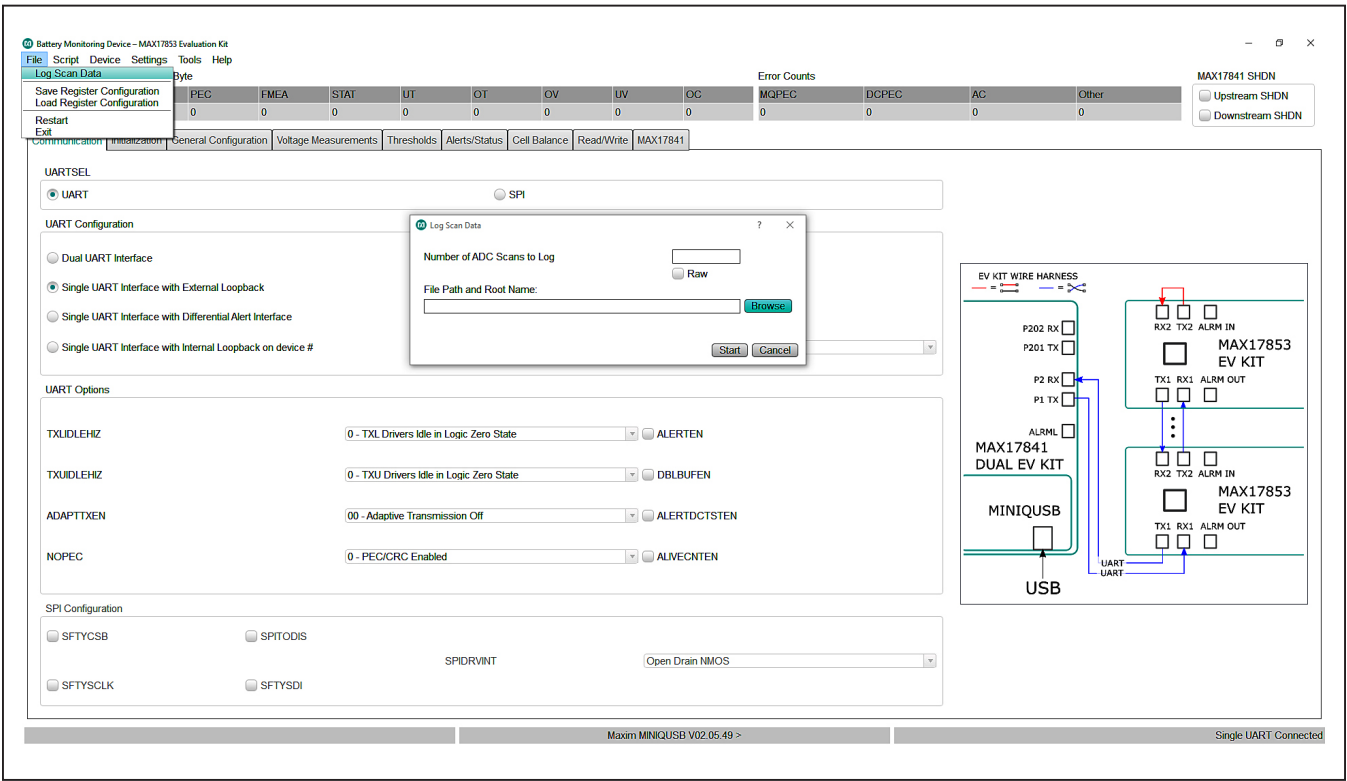 Battery Monitoring Device – MAX17853 Evaluation Kit
File Script Device Settings Tools Help
Log Scan Data
Save Register Configuration
Load Register Configuration
Restart
Exit
Byte
Error Counts
PEC FMEA STAT UT OT OV UV OC MQPEC DCPEC AC Other
0 0 0 0 0 0 0 0 0 0 0 0
MAX17841 SHDN
Upstream SHDN
Downstream SHDN
Communication Initialization General Configuration Voltage Measurements Thresholds Alerts/Status Cell Balance Read/Write MAX17841
UARTSEL
UART SPI
UART Configuration
Dual UART Interface
Single UART Interface with External Loopback
Single UART Interface with Differential Alert Interface
Single UART Interface with Internal Loopback on device #
Log Scan Data ?
Number of ADC Scans to Log
Raw
File Path and Root Name:
Browse
Start Cancel
UART Options
TXLIDLEHIZ 0 - TXL Drivers Idle in Logic Zero State ALERTEN
TXUIDLEHIZ 0 - TXU Drivers Idle in Logic Zero State DBLBUFEN
ADAPTTXEN 00 - Adaptive Transmission Off ALERTDCTSTEN
NOPEC 0 - PEC/CRC Enabled ALIVECNTEN
SPI Configuration
SFTYCSB SPITODIS
SPIDRVINT Open Drain NMOS
SFTYSCLK SFTYSDI
EV KIT WIRE HARNESS
= =
P202 RX
P201 TX
P2 RX
P1 TX
ALRML
MAX17841
DUAL EV KIT
MINIQUSB
USB
RX2 TX2 ALRM IN
MAX17853
EV KIT
TX1 RX1 ALRM OUT
RX2 TX2 ALRM IN
MAX17853
EV KIT
TX1 RX1 ALRM OUT
UART
UART
Maxim MINIQUSB V02.05.49 >
Single UART Connected